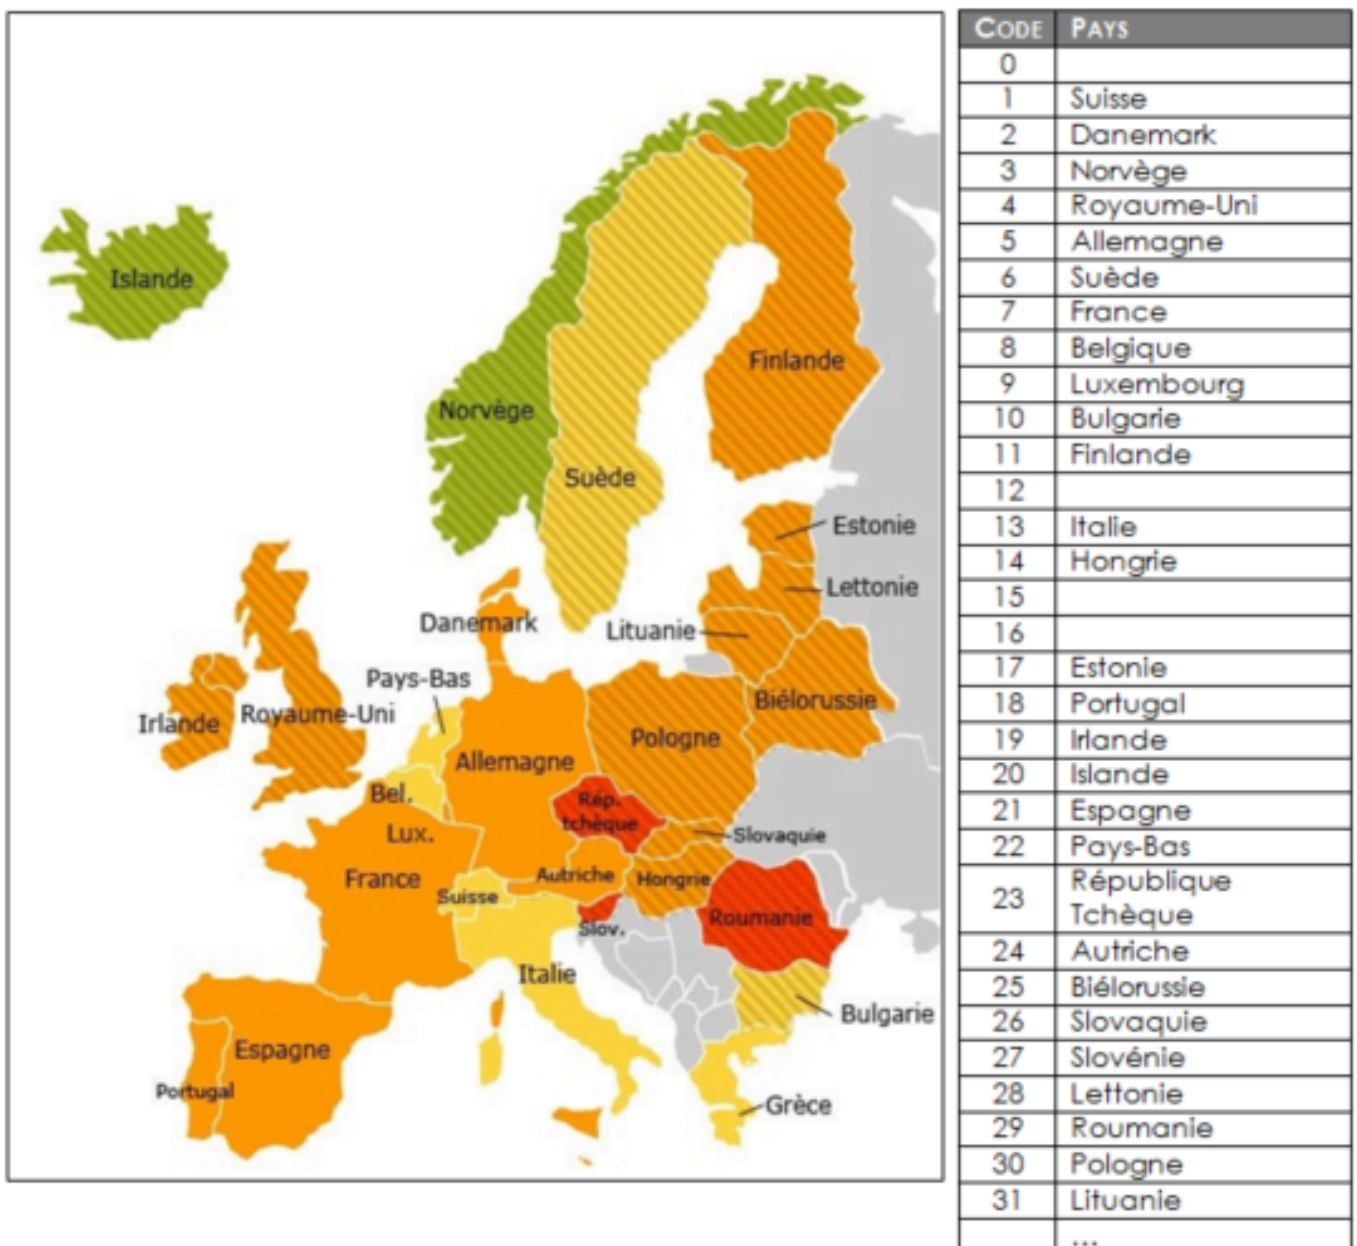 Islande
Norvège
Finlande
Suède
Estonie
Lettonie
Danemark
Lituanie
Pays-Bas
Biélorussie
Irlande
Royaume-Uni
Pologne
Allemagne
Bel.
Rép.
tchèque
Lux.
Slovaquie
France
Autriche
Hongrie
Suisse
Roumanie
Slov.
Italie
Bulgarie
Espagne
Portugal
Grèce
CODE PAYS
0
1 Suisse
2 Danemark
3 Norvège
4 Royaume-Uni
5 Allemagne
6 Suède
7 France
8 Belgique
9 Luxembourg
10 Bulgarie
11 Finlande
12
13 Italie
14 Hongrie
15
16
17 Estonie
18 Portugal
19 Irlande
20 Islande
21 Espagne
22 Pays-Bas
23 République
Tchèque
24 Autriche
25 Biélorussie
26 Slovaquie
27 Slovénie
28 Lettonie
29 Roumanie
30 Pologne
31 Lituanie
...